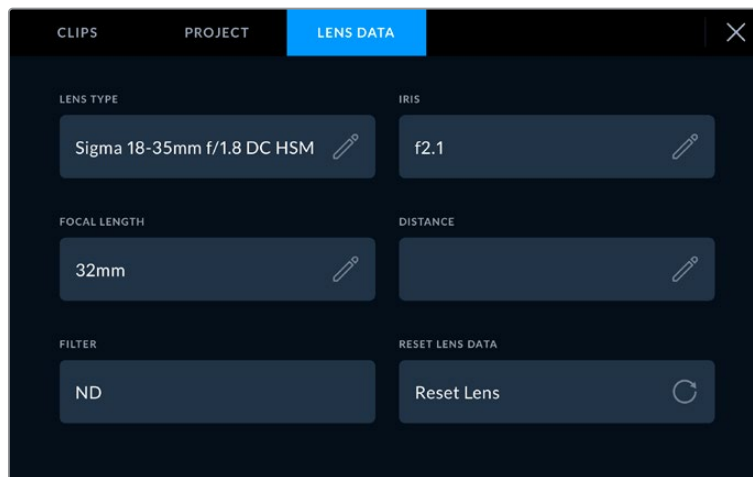 CLIPS PROJECT LENS DATA
LENS TYPE IRIS
Sigma 18-35mm f/1.8 DC HSM f2.1
FOCAL LENGTH DISTANCE
32mm
FILTER RESET LENS DATA
ND Reset Lens